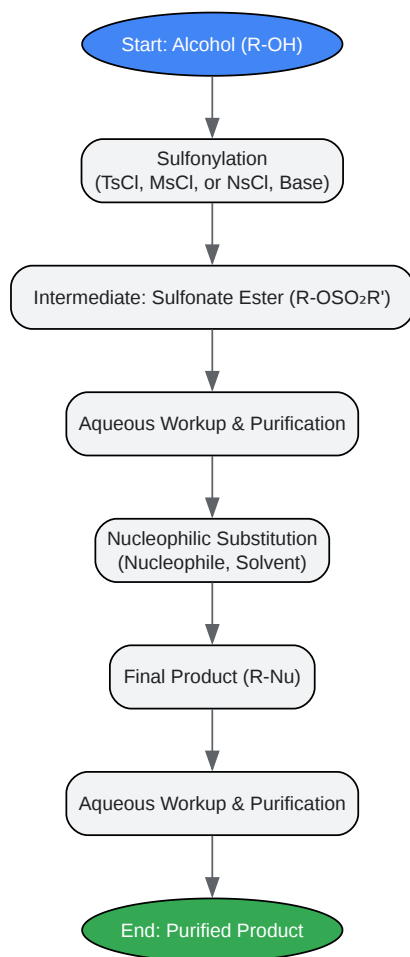 Start: Alcohol (R-OH)
Sulfonylation
(TsCl, MsCl, or NsCl, Base)
Intermediate: Sulfonate Ester (R-OSO₂R')
Aqueous Workup & Purification
Nucleophilic Substitution
(Nucleophile, Solvent)
Final Product (R-Nu)
Aqueous Workup & Purification
End: Purified Product